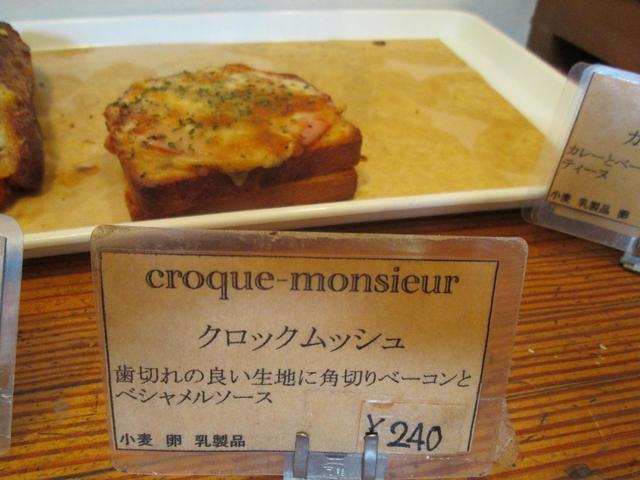 croque-monsieur
クロックムッシュ
歯切れの良い生地に角切りベーコンと
ベシャメルソース
小麦 卵 乳製品
¥240
カレーとベー
ティーヌ
小麦 乳製品 卵